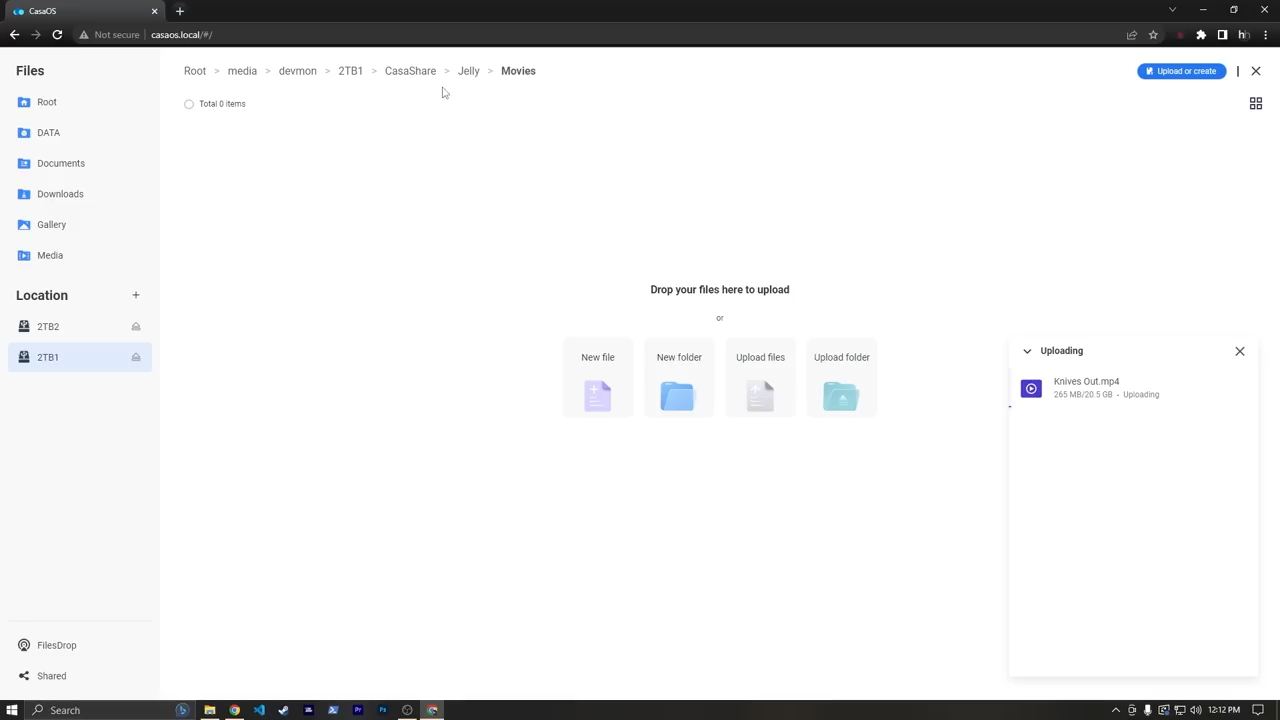 CasaOS
Not secure
casaos.local/#/
Files
Root > media > devmon > 2TB1 > CasaShare > Jelly > Movies
Upload or create
Total 0 items
Root
DATA
Documents
Downloads
Gallery
Media
Location
2TB2
2TB1
Drop your files here to upload
or
New file
New folder
Upload files
Upload folder
Uploading
Knives Out.mp4
265 MB/20.5 GB • Uploading
FilesDrop
Shared
Search
Pr
Ps
12:12 PM